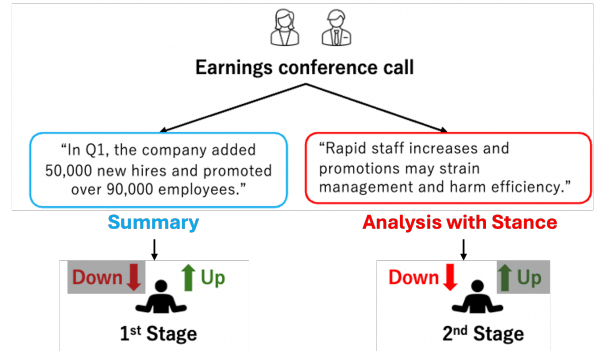 Earnings conference call
“In Q1, the company added
50,000 new hires and promoted
over 90,000 employees.”
“Rapid staff increases and
promotions may strain
management and harm efficiency.”
Summary
Analysis with Stance
Down Up
Down Up
1st Stage
2nd Stage